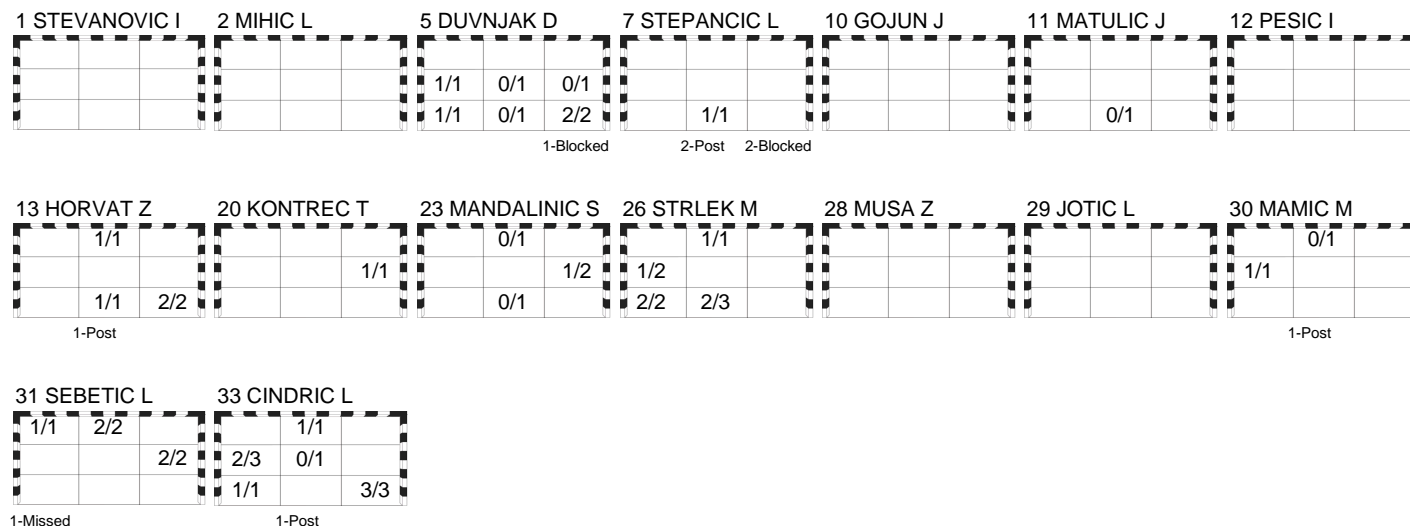 1 STEVANOVIC I 2 MIHIC L 5 DUVNJAK D 7 STEPANCIC L 10 GOJUN J 11 MATULIC J 12 PESIC I
1/1 0/1 0/1
1/1 0/1 2/2 1/1 0/1
1-Blocked 2-Post 2-Blocked
13 HORVAT Z 20 KONTREC T 23 MANDALINIC S 26 STRLEK M 28 MUSA Z 29 JOTIC L 30 MAMIC M
1/1 0/1 1/1 0/1
1/1 1/2 1/2 1/1
1/1 2/2 0/1 2/2 2/3
1-Post 1-Post
31 SEBETIC L 33 CINDRIC L
1/1 2/2 1/1
2/2 2/3 0/1
1/1 3/3
1-Missed 1-Post